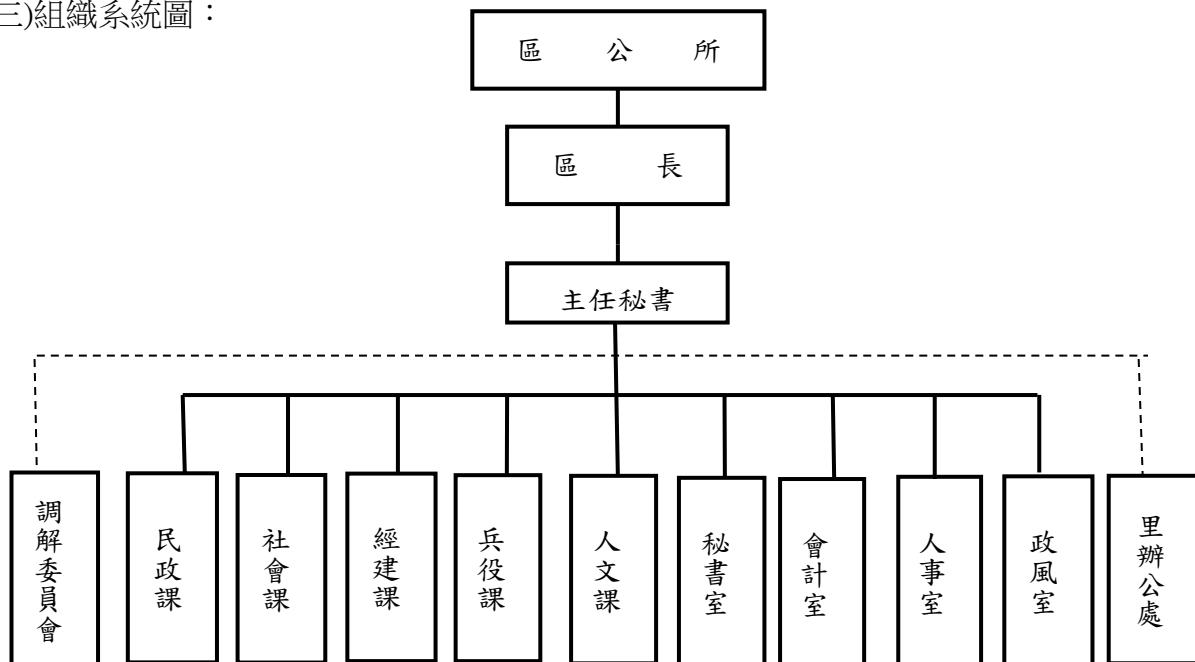 三)組織系統圖：
區 公 所
區 長
主任秘書
調解委員會
民政課
社會課
經建課
兵役課
人文課
秘書室
會計室
人事室
政風室
里辦公處